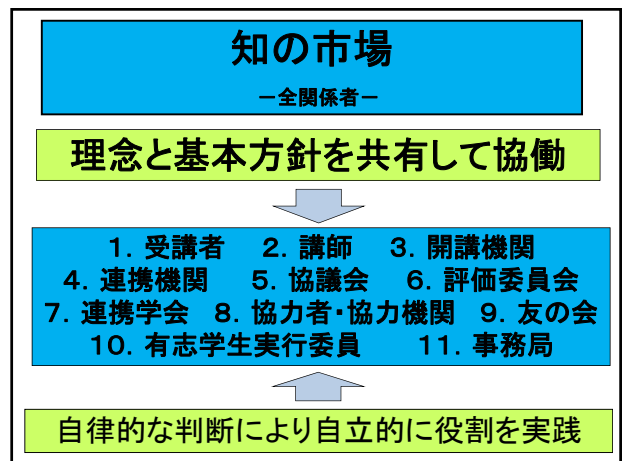 知の市場
－全関係者－
理念と基本方針を共有して協働
１．受講者　２．講師　３．開講機関
４．連携機関　５．協議会　６．評価委員会
７．連携学会　８．協力者・協力機関　９．友の会
１０．有志学生実行委員　１１．事務局
自律的な判断により自立的に役割を実践